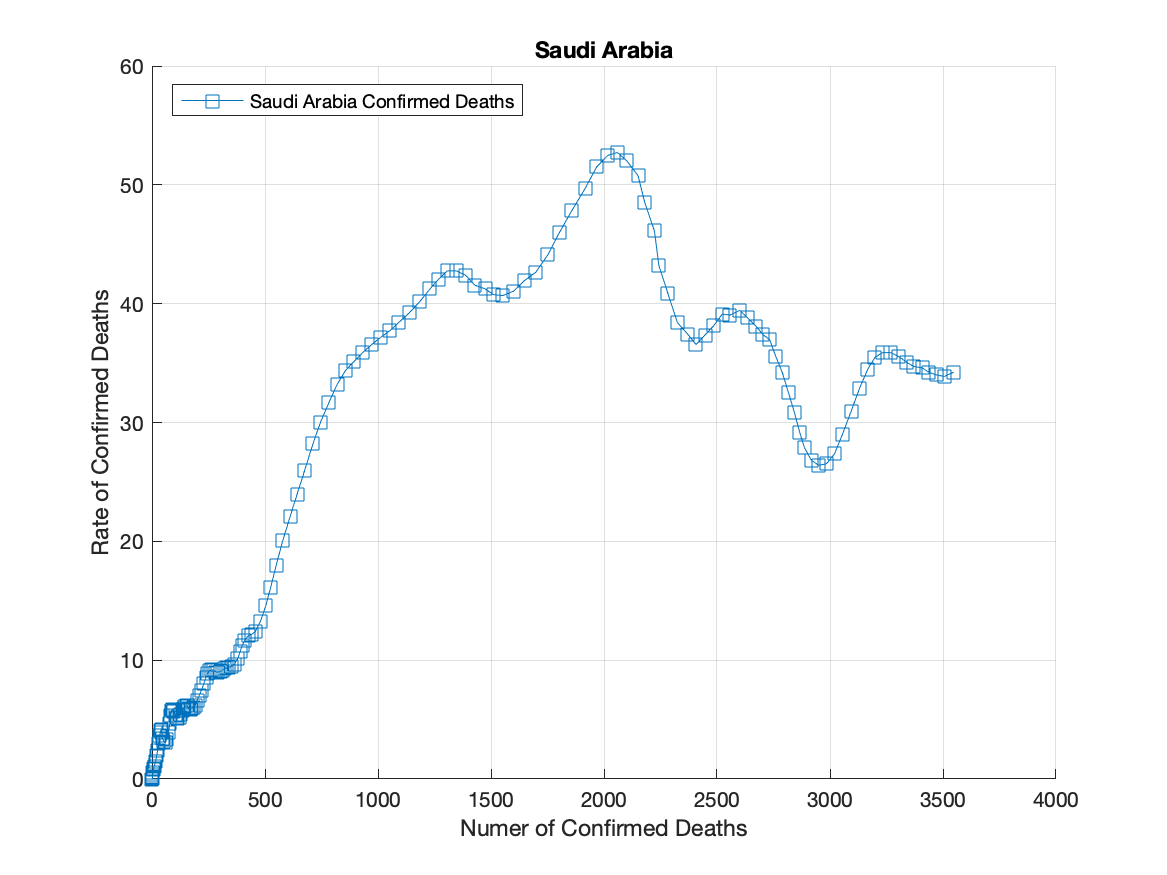 Saudi Arabia
Saudi Arabia Confirmed Deaths
60
50
40
30
20
10
0
Rate of Confirmed Deaths
0 500 1000 1500 2000 2500 3000 3500 4000
Numer of Confirmed Deaths